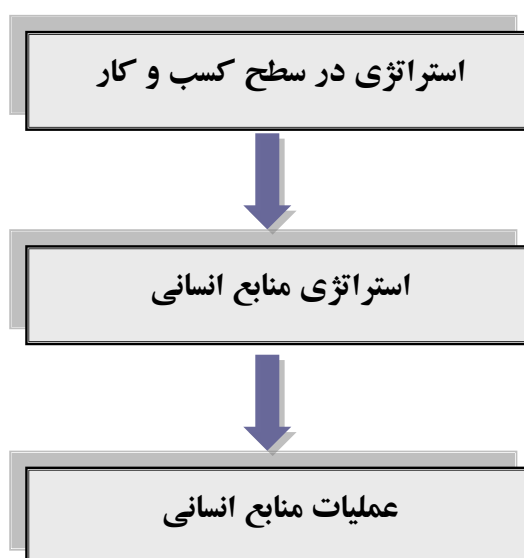 استراتژی در سطح کسب و کار
استراتژی منابع انسانی
عملیات منابع انسانی